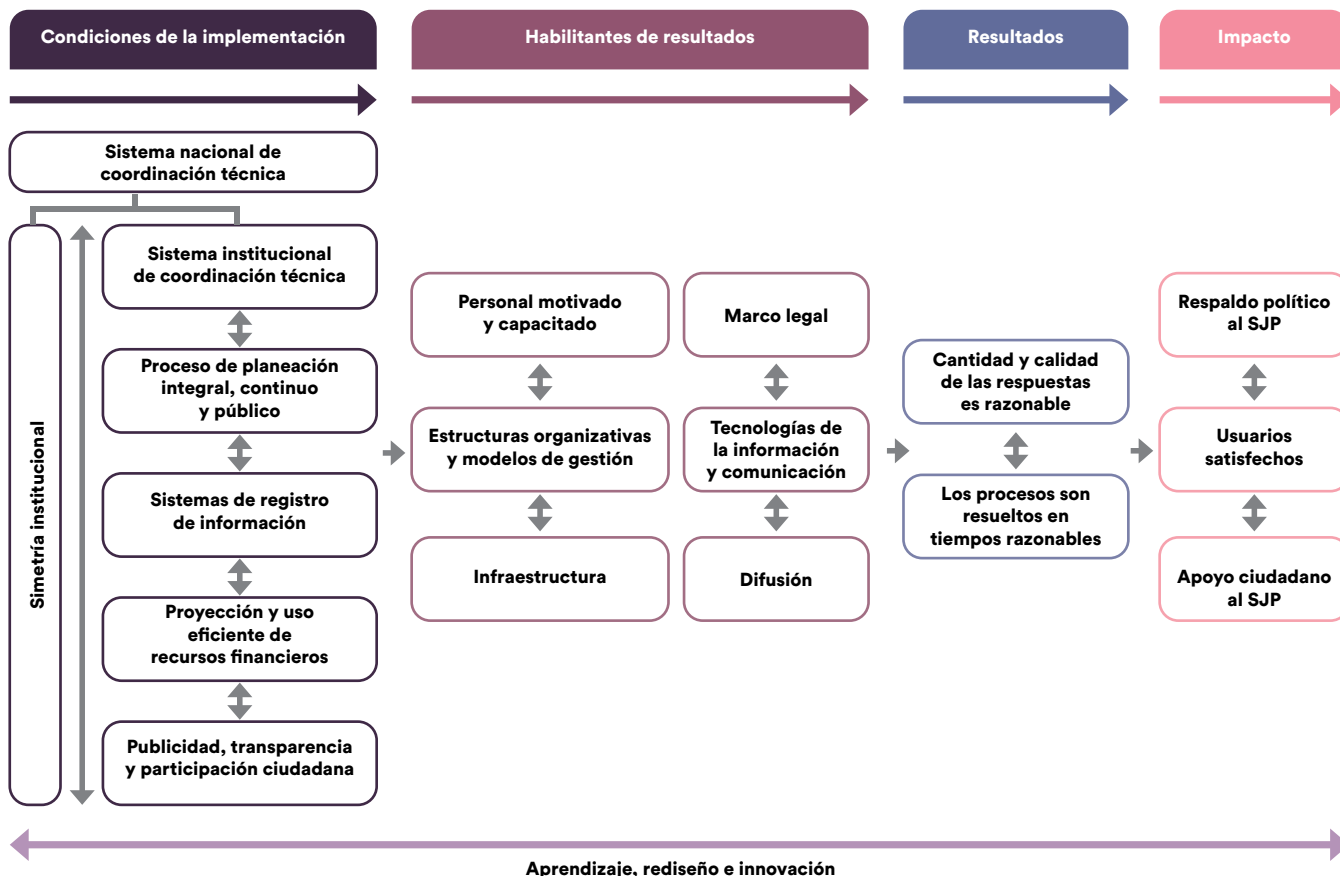 Condiciones de la implementación
Habilitantes de resultados
Resultados
Impacto
Sistema nacional de
coordinación técnica
Simetría institucional
Sistema institucional
de coordinación técnica
Proceso de planeación
integral, continuo
y público
Sistemas de registro
de información
Proyección y uso
eficiente de
recursos financieros
Publicidad, transparencia
y participación ciudadana
Personal motivado
y capacitado
Estructuras organizativas
y modelos de gestión
Infraestructura
Marco legal
Tecnologías de
la información
y comunicación
Difusión
Cantidad y calidad
de las respuestas
es razonable
Los procesos son
resueltos en
tiempos razonables
Respaldo político
al SJP
Usuarios
satisfechos
Apoyo ciudadano
al SJP
Aprendizaje, rediseño e innovación